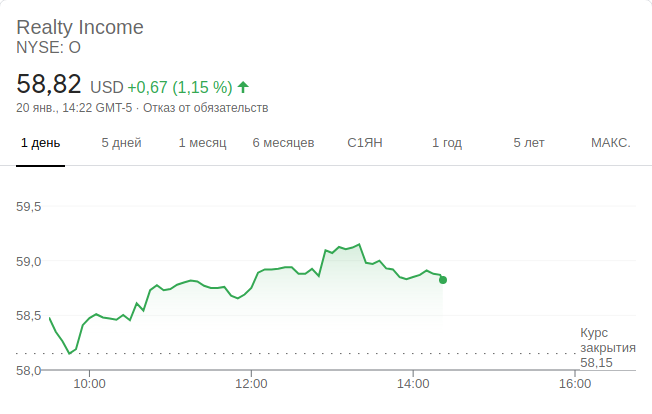 Realty Income
NYSE: O
58,82 USD +0,67 (1,15 %)
20 янв., 14:22 GMT-5 · Отказ от обязательств
1 день 5 дней 1 месяц 6 месяцев С1ЯН 1 год 5 лет МАКС.
59,5
59,0
58,5
Курс
закрытия
58,15
58,0
10:00 12:00 14:00 16:00